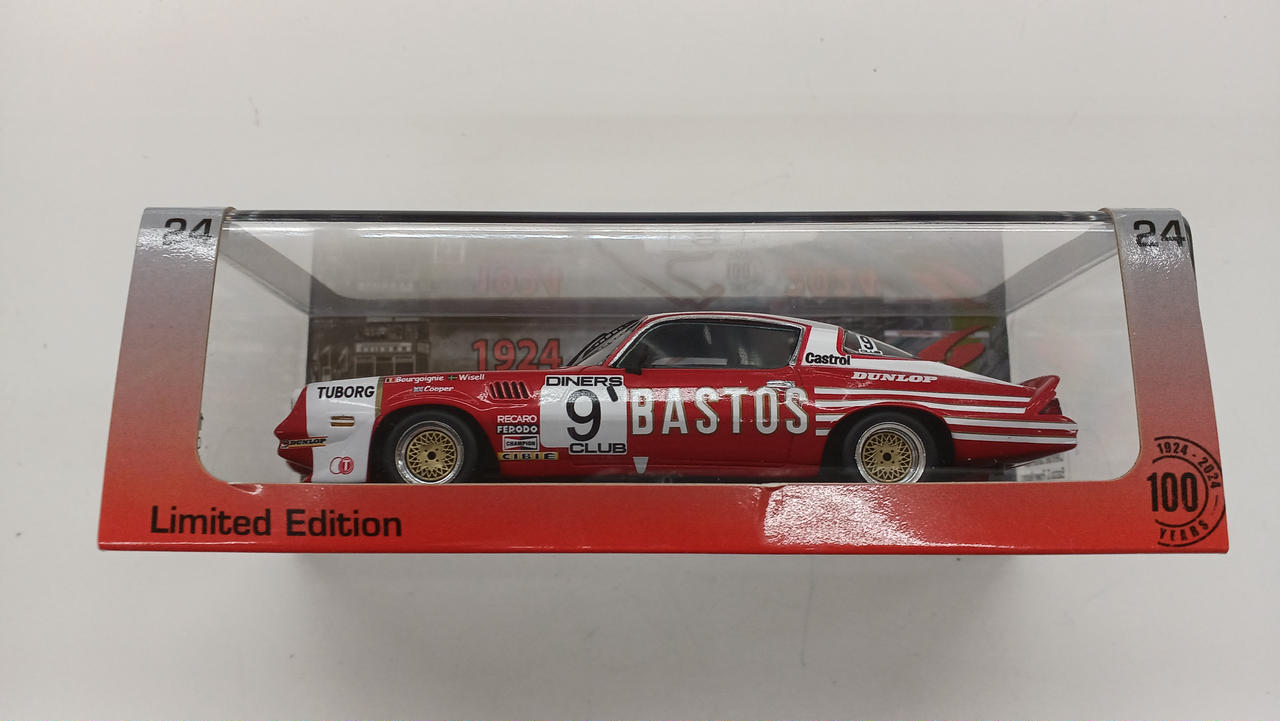 24
24
1924
TUBORG
Bourgoignie
Wisell
Cooper
DINERS
9
CLUB
BASTOS
Castrol
9
DUNLOP
RECARO
FERODO
CHAMPION
CIBIE
DUNLOP
Limited Edition
1924 - 2024
100
YEARS